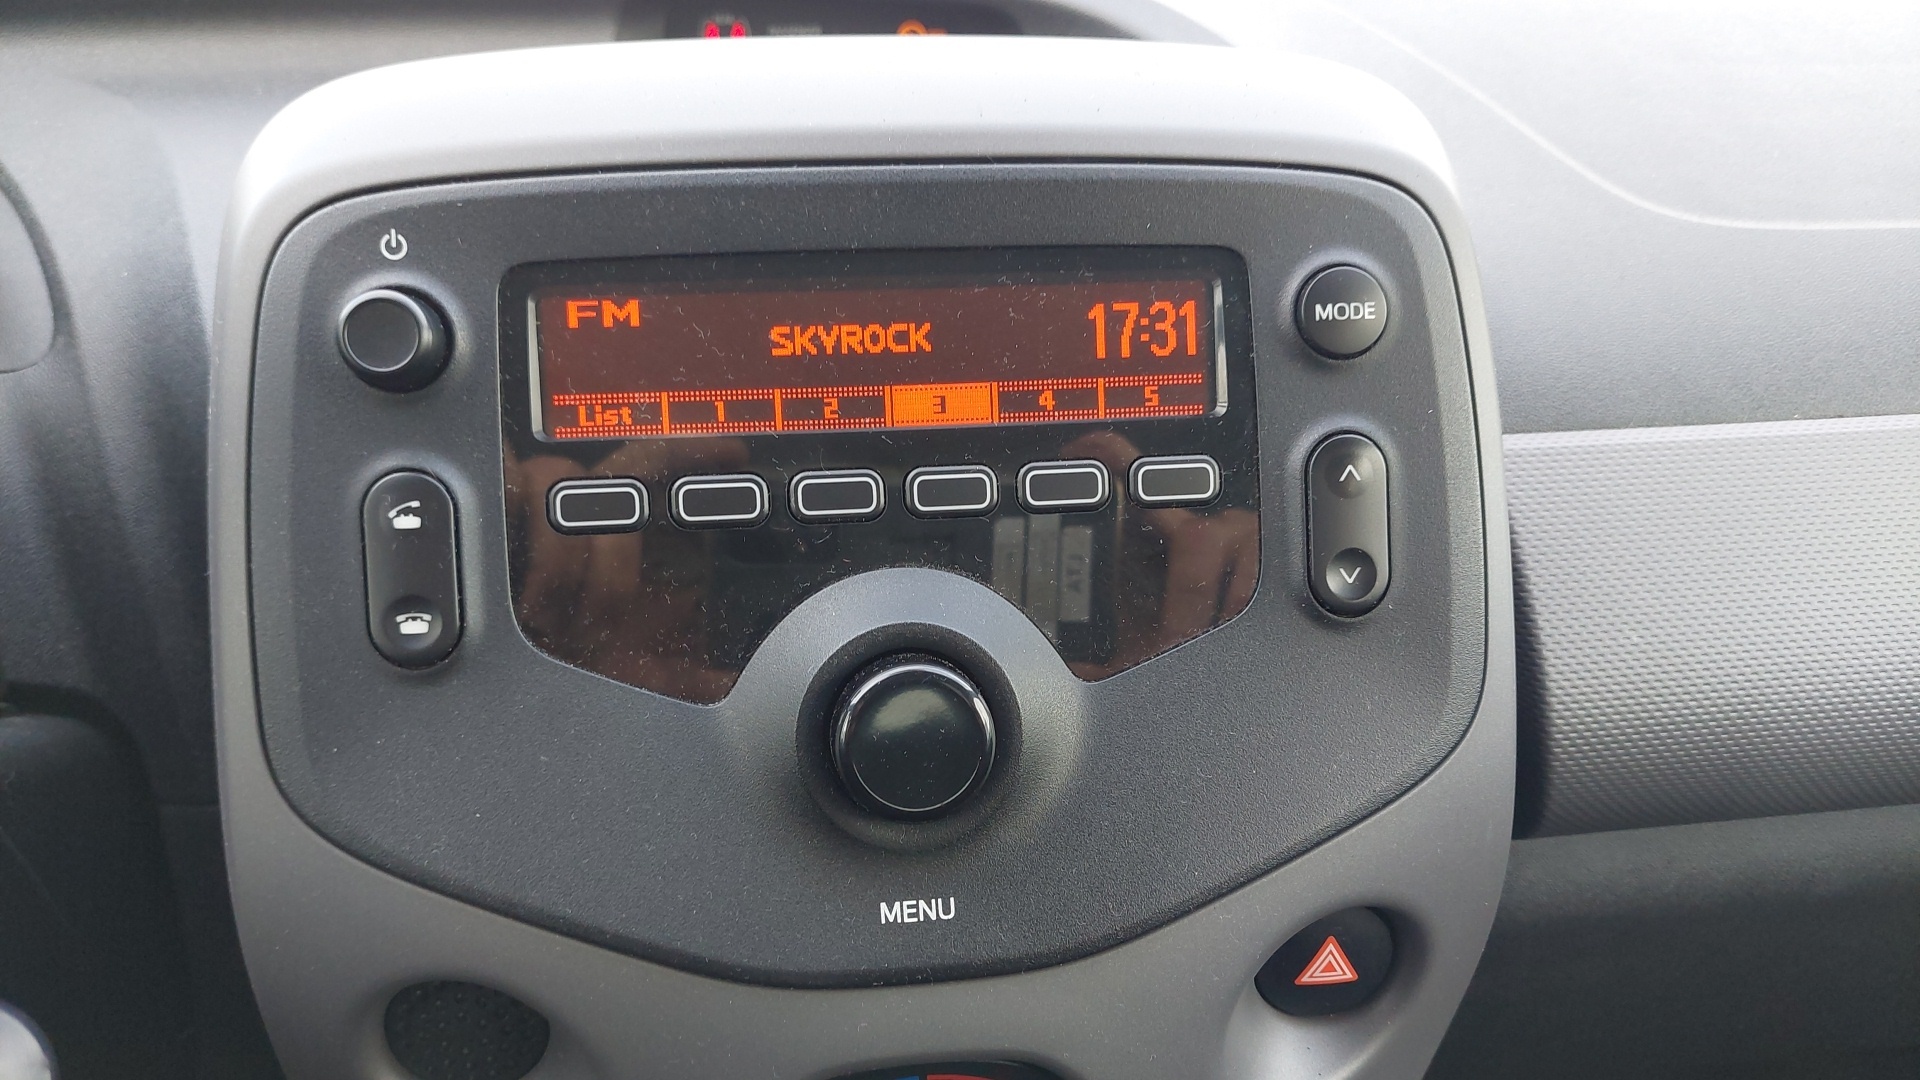 FM
SKYROCK
17:31
List 1 2 3 4 5
MODE
MENU